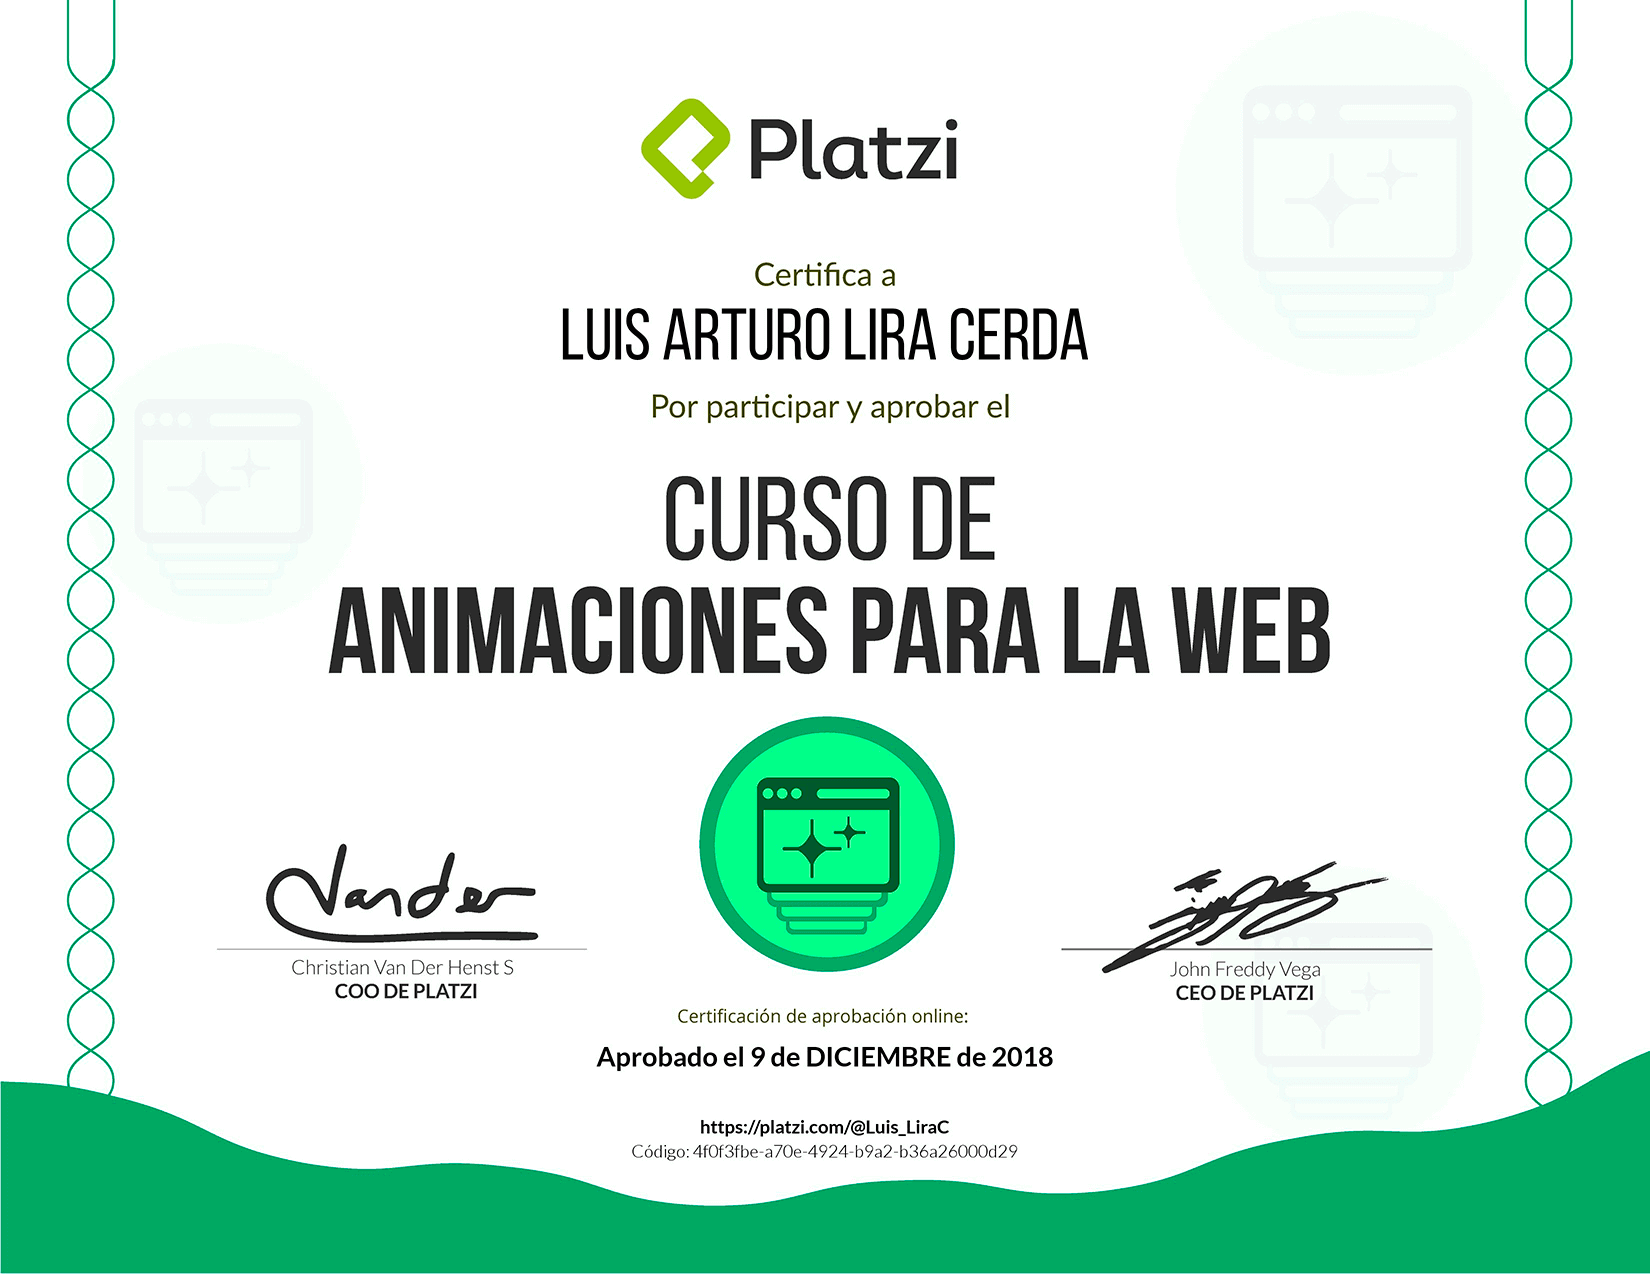 Platzi
Certifica a
LUIS ARTURO LIRA CERDA
Por participar y aprobar el
CURSO DE
ANIMACIONES PARA LA WEB
Vander
Christian Van Der Henst S
COO DE PLATZI
John Freddy Vega
CEO DE PLATZI
Certificación de aprobación online:
Aprobado el 9 de DICIEMBRE de 2018
https://platzi.com/@Luis_LiraC
Código: 4f0f3fbe-a70e-4924-b9a2-b36a26000d29